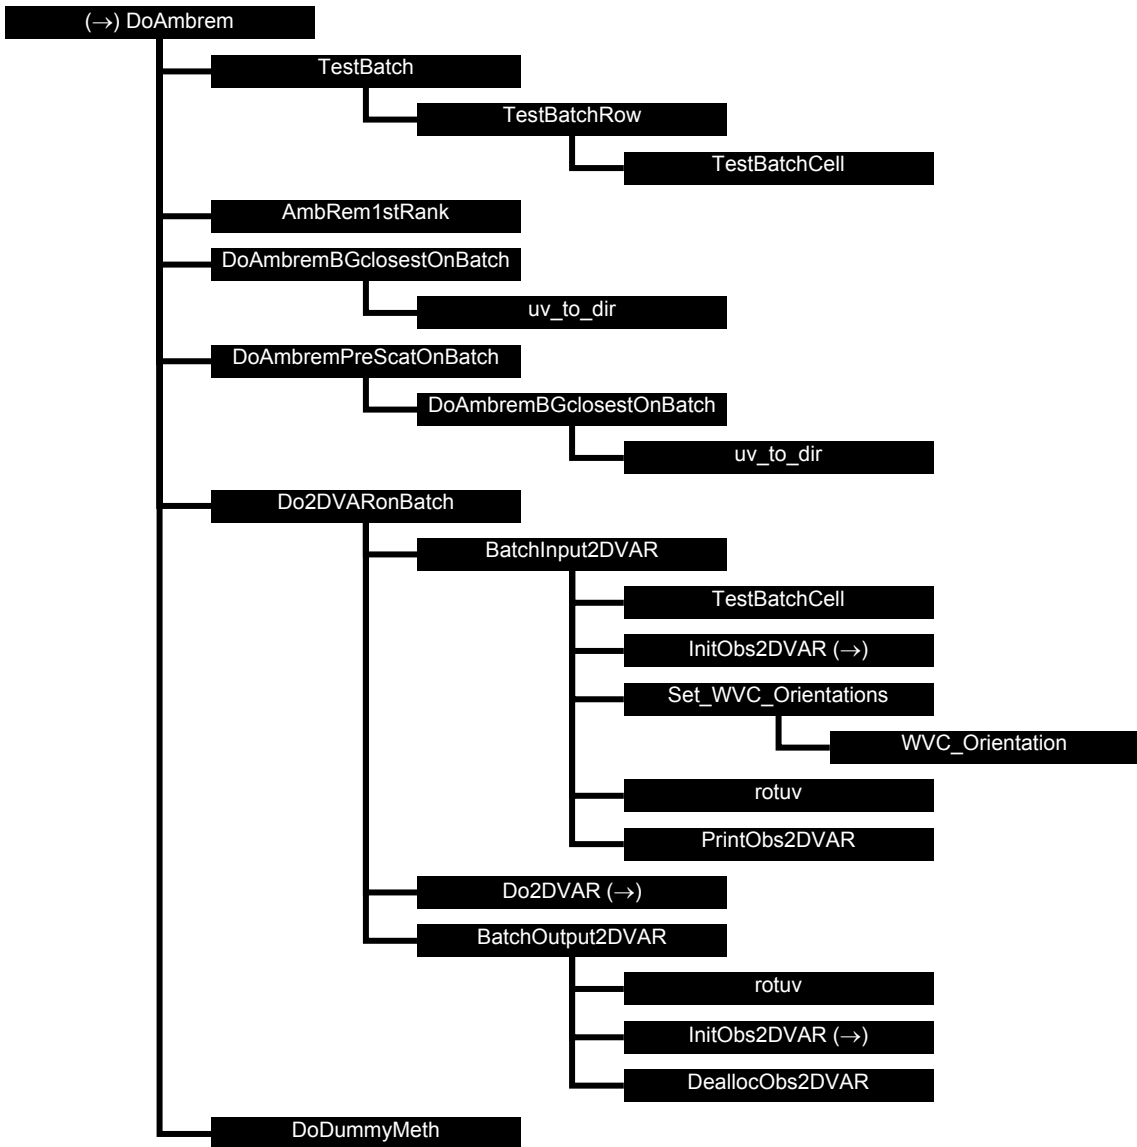 (→) DoAmbrem
TestBatch
TestBatchRow
TestBatchCell
AmbRem1stRank
DoAmbremBGclosestOnBatch
uv_to_dir
DoAmbremPreScatOnBatch
DoAmbremBGclosestOnBatch
uv_to_dir
Do2DVARonBatch
BatchInput2DVAR
TestBatchCell
InitObs2DVAR (→)
Set_WVC_Orientations
WVC_Orientation
rotuv
PrintObs2DVAR
Do2DVAR (→)
BatchOutput2DVAR
rotuv
InitObs2DVAR (→)
DeallocObs2DVAR
DoDummyMeth